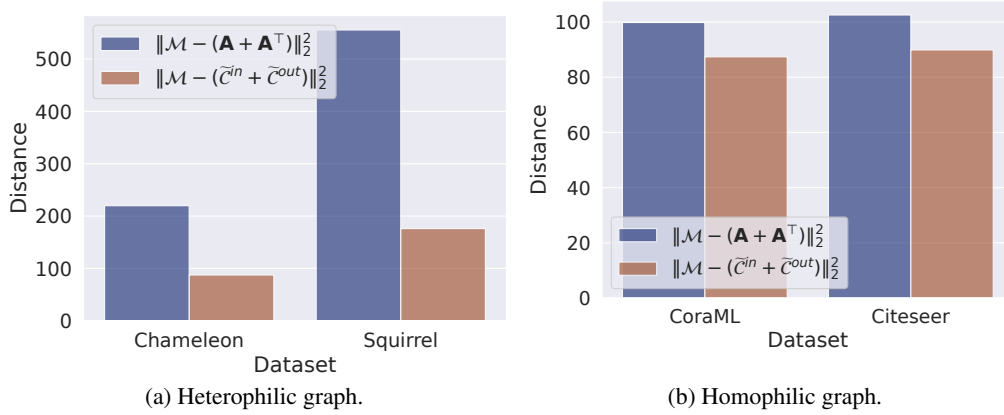 500
400
300
200
100
0
Distance
‖ℳ − (𝐀 + 𝐀⊤)‖₂²
‖ℳ − (C̃ⁱⁿ + C̃ᵒᵘᵗ)‖₂²
Chameleon Squirrel
Dataset
(a) Heterophilic graph.
100
80
60
40
20
0
Distance
‖ℳ − (𝐀 + 𝐀⊤)‖₂²
‖ℳ − (C̃ⁱⁿ + C̃ᵒᵘᵗ)‖₂²
CoraML Citeseer
Dataset
(b) Homophilic graph.